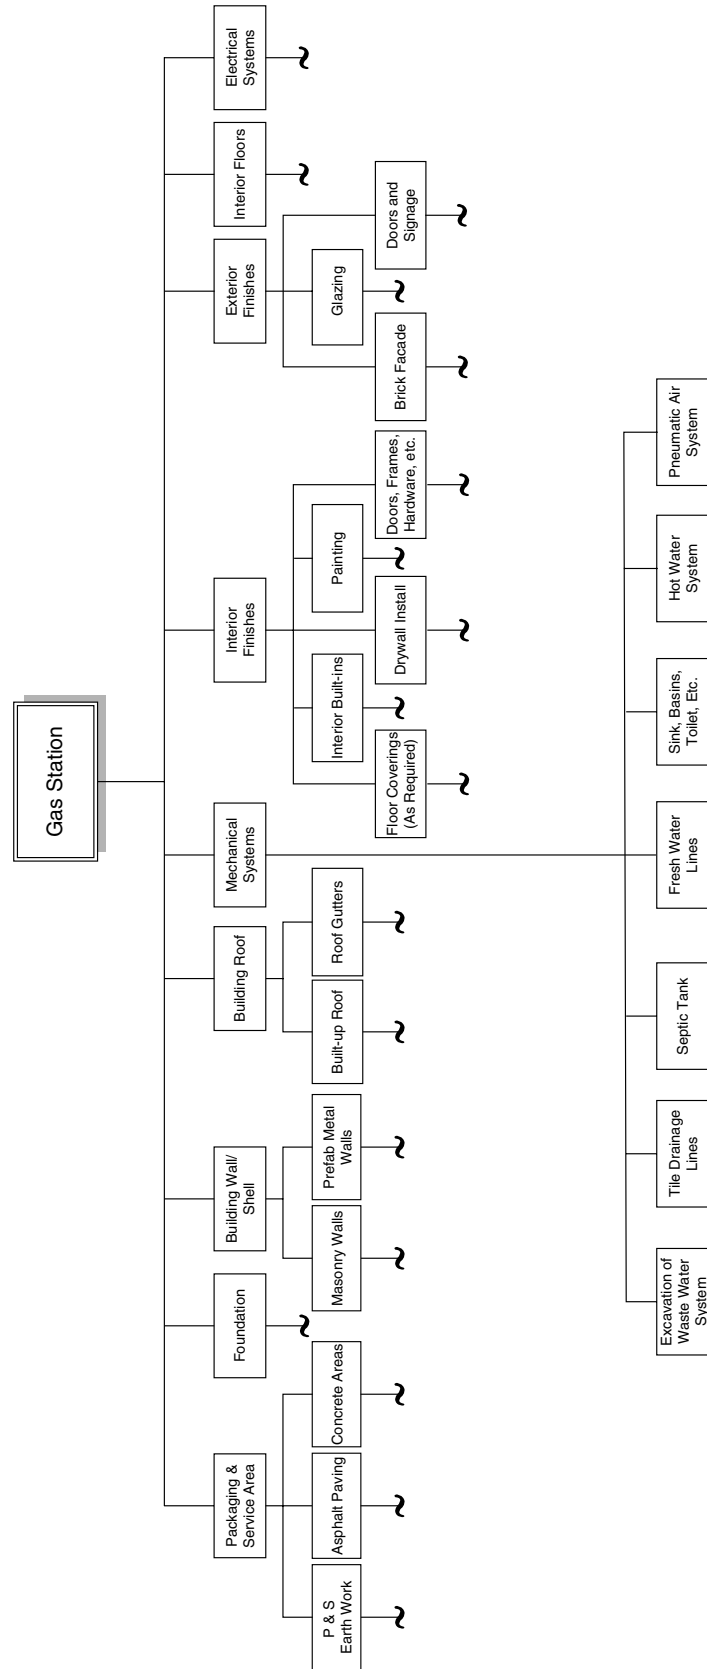 Gas Station
Packaging &
Service Area
Foundation
Building Wall/
Shell
Building Roof
Mechanical
Systems
Interior
Finishes
Exterior
Finishes
Interior Floors
Electrical
Systems
P & S
Earth Work
Asphalt Paving
Concrete Areas
Masonry Walls
Prefab Metal
Walls
Built-up Roof
Roof Gutters
Floor Coverings
(As Required)
Interior Built-ins
Drywall Install
Painting
Doors, Frames,
Hardware, etc.
Brick Facade
Glazing
Doors and
Signage
Excavation of
Waste Water
System
Tile Drainage
Lines
Septic Tank
Fresh Water
Lines
Sink, Basins,
Toilet, Etc.
Hot Water
System
Pneumatic Air
System